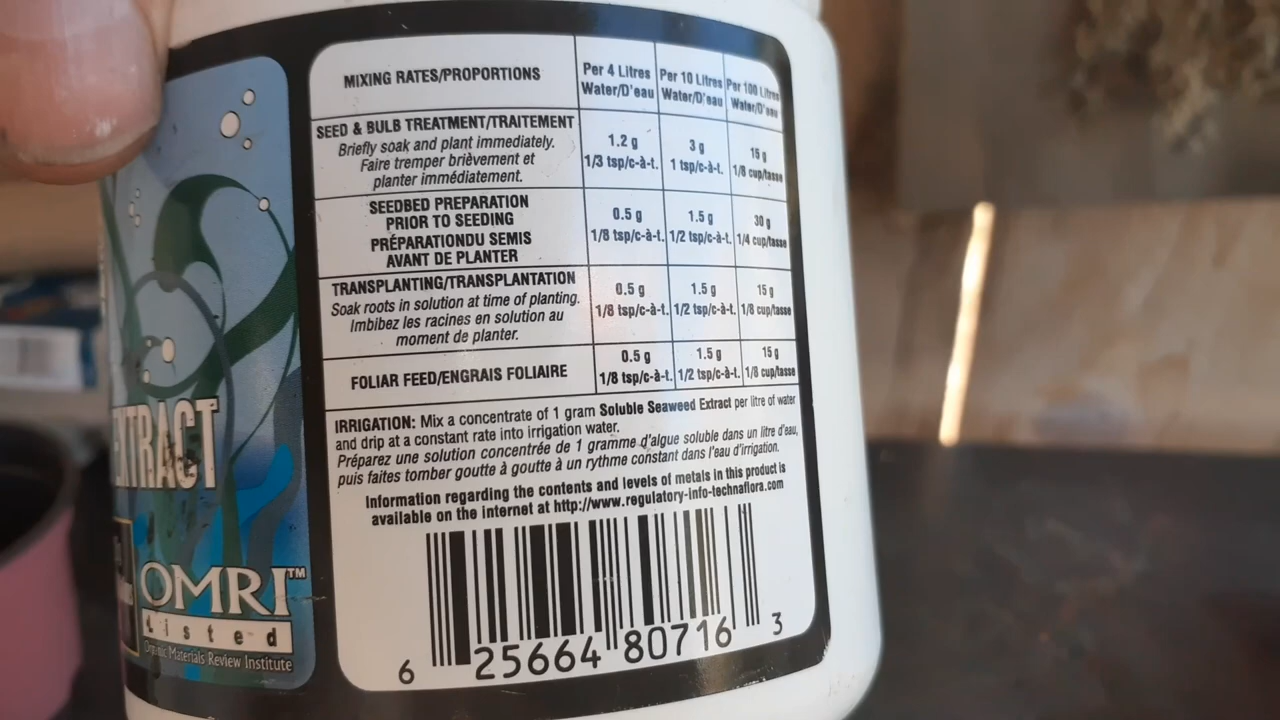 MIXING RATES/PROPORTIONS
Per 4 Litres Water/D'eau
Per 10 Litres Water/D'eau
Per 100 Litres Water/D'eau
SEED & BULB TREATMENT/TRAITEMENT
Briefly soak and plant immediately.
Faire tremper brièvement et
planter immédiatement.
1.2 g
1/3 tsp/c-à-t.
3 g
1 tsp/c-à-t.
15 g
1/8 cup/tasse
SEEDBED PREPARATION
PRIOR TO SEEDING
PRÉPARATIONDU SEMIS
AVANT DE PLANTER
0.5 g
1/8 tsp/c-à-t.
1.5 g
1/2 tsp/c-à-t.
30 g
1/4 cup/tasse
TRANSPLANTING/TRANSPLANTATION
Soak roots in solution at time of planting.
Imbibez les racines en solution au
moment de planter.
0.5 g
1/8 tsp/c-à-t.
1.5 g
1/2 tsp/c-à-t.
15 g
1/8 cup/tasse
FOLIAR FEED/ENGRAIS FOLIAIRE
0.5 g
1/8 tsp/c-à-t.
1.5 g
1/2 tsp/c-à-t.
15 g
1/8 cup/tasse
IRRIGATION: Mix a concentrate of 1 gram Soluble Seaweed Extract per litre of water
and drip at a constant rate into irrigation water.
Préparez une solution concentrée de 1 gramme d'algue soluble dans un litre d'eau,
puis faites tomber goutte à goutte à un rythme constant dans l'eau d'irrigation.
Information regarding the contents and levels of metals in this product is
available on the internet at http://www.regulatory-info-technaflora.com
6 25664 80716 3
EXTRACT
OMRI™
Listed
Organic Materials Review Institute